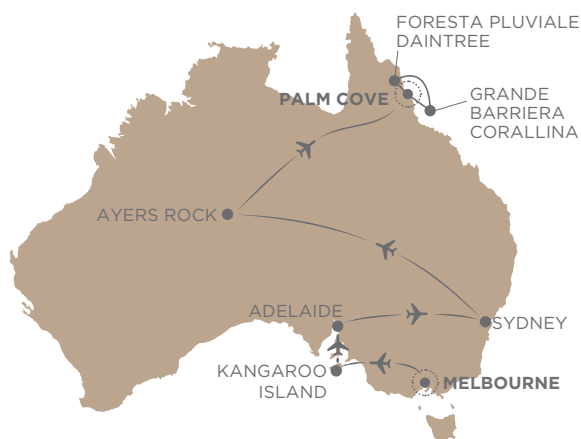 FORESTA PLUVIALE
DAINTREE
PALM COVE
GRANDE
BARRIERA
CORALLINA
AYERS ROCK
ADELAIDE
SYDNEY
KANGAROO
ISLAND
MELBOURNE